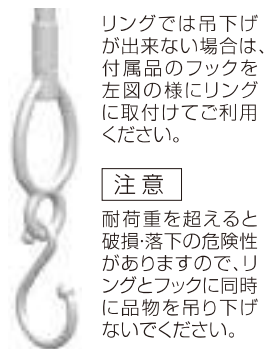 リングでは吊下げ
が出来ない場合は、
付属品のフックを
左図の様にリング
に取付けてご利用
ください。
注意
耐荷重を超えると
破損・落下の危険性
がありますので、リ
ングとフックに同時
に品物を吊り下げ
ないでください。